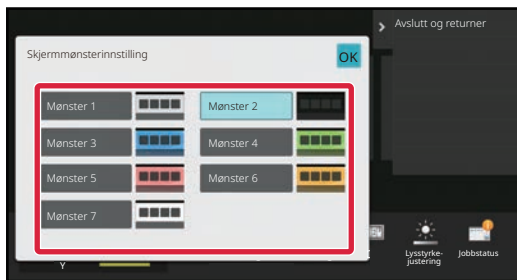 Avslutt og returner
Skjermmønsterinnstilling
OK
Mønster 1
Mønster 2
Mønster 3
Mønster 4
Mønster 5
Mønster 6
Mønster 7
Y
Lysstyrke-
justering
Jobbstatus